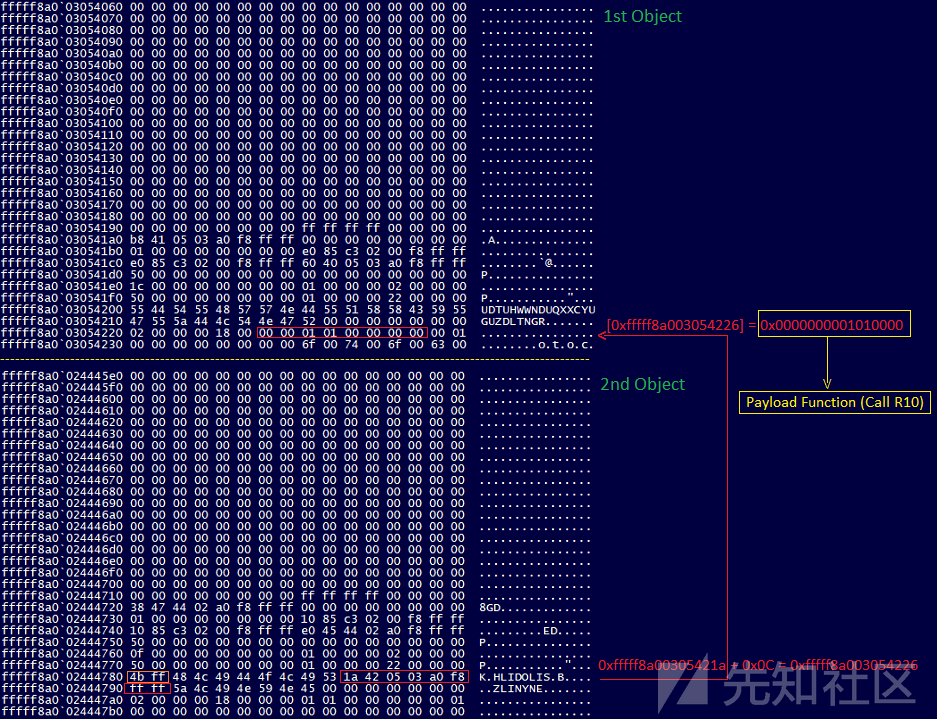 fffff8a0`03054060 00 00 00 00 00 00 00 00 00 00 00 00 00 00 00 00 ................
1st Object
fffff8a0`03054070 00 00 00 00 00 00 00 00 00 00 00 00 00 00 00 00 ................
fffff8a0`03054080 00 00 00 00 00 00 00 00 00 00 00 00 00 00 00 00 ................
fffff8a0`03054090 00 00 00 00 00 00 00 00 00 00 00 00 00 00 00 00 ................
fffff8a0`030540a0 00 00 00 00 00 00 00 00 00 00 00 00 00 00 00 00 ................
fffff8a0`030540b0 00 00 00 00 00 00 00 00 00 00 00 00 00 00 00 00 ................
fffff8a0`030540c0 00 00 00 00 00 00 00 00 00 00 00 00 00 00 00 00 ................
fffff8a0`030540d0 00 00 00 00 00 00 00 00 00 00 00 00 00 00 00 00 ................
fffff8a0`030540e0 00 00 00 00 00 00 00 00 00 00 00 00 00 00 00 00 ................
fffff8a0`030540f0 00 00 00 00 00 00 00 00 00 00 00 00 00 00 00 00 ................
fffff8a0`03054100 00 00 00 00 00 00 00 00 00 00 00 00 00 00 00 00 ................
fffff8a0`03054110 00 00 00 00 00 00 00 00 00 00 00 00 00 00 00 00 ................
fffff8a0`03054120 00 00 00 00 00 00 00 00 00 00 00 00 00 00 00 00 ................
fffff8a0`03054130 00 00 00 00 00 00 00 00 00 00 00 00 00 00 00 00 ................
fffff8a0`03054140 00 00 00 00 00 00 00 00 00 00 00 00 00 00 00 00 ................
fffff8a0`03054150 00 00 00 00 00 00 00 00 00 00 00 00 00 00 00 00 ................
fffff8a0`03054160 00 00 00 00 00 00 00 00 00 00 00 00 00 00 00 00 ................
fffff8a0`03054170 00 00 00 00 00 00 00 00 00 00 00 00 00 00 00 00 ................
fffff8a0`03054180 00 00 00 00 00 00 00 00 00 00 00 00 00 00 00 00 ................
fffff8a0`03054190 00 00 00 00 00 00 00 00 ff ff ff ff 00 00 00 00 ................
fffff8a0`030541a0 b8 41 05 03 a0 f8 ff ff 00 00 00 00 00 00 00 00 .A..............
fffff8a0`030541b0 01 00 00 00 00 00 00 00 e0 85 c3 02 00 f8 ff ff ................
fffff8a0`030541c0 e0 85 c3 02 00 f8 ff ff 60 40 05 03 a0 f8 ff ff ........`@......
fffff8a0`030541d0 50 00 00 00 00 00 00 00 00 00 00 00 00 00 00 00 P...............
fffff8a0`030541e0 1c 00 00 00 00 00 00 00 01 00 00 00 02 00 00 00 ................
fffff8a0`030541f0 50 00 00 00 00 00 00 00 01 00 00 00 22 00 00 00 P..........."...
fffff8a0`03054200 55 44 54 55 48 57 57 4e 44 55 51 58 58 43 59 55 UDTUHWWNDUQXXCYU
fffff8a0`03054210 47 55 5a 44 4c 54 4e 47 52 00 00 00 00 00 00 00 GUZDLTNGR.......
fffff8a0`03054220 02 00 00 00 18 00 00 00 01 01 00 00 00 00 00 01 ................
[0xfffff8a003054226] = 0x0000000001010000
fffff8a0`03054230 00 00 00 00 00 00 00 00 6f 00 74 00 6f 00 63 00 ........o.t.o.c.
fffff8a0`024445e0 00 00 00 00 00 00 00 00 00 00 00 00 00 00 00 00 ................
2nd Object
fffff8a0`024445f0 00 00 00 00 00 00 00 00 00 00 00 00 00 00 00 00 ................
fffff8a0`02444600 00 00 00 00 00 00 00 00 00 00 00 00 00 00 00 00 ................
Payload Function (Call R10)
fffff8a0`02444610 00 00 00 00 00 00 00 00 00 00 00 00 00 00 00 00 ................
fffff8a0`02444620 00 00 00 00 00 00 00 00 00 00 00 00 00 00 00 00 ................
fffff8a0`02444630 00 00 00 00 00 00 00 00 00 00 00 00 00 00 00 00 ................
fffff8a0`02444640 00 00 00 00 00 00 00 00 00 00 00 00 00 00 00 00 ................
fffff8a0`02444650 00 00 00 00 00 00 00 00 00 00 00 00 00 00 00 00 ................
fffff8a0`02444660 00 00 00 00 00 00 00 00 00 00 00 00 00 00 00 00 ................
fffff8a0`02444670 00 00 00 00 00 00 00 00 00 00 00 00 00 00 00 00 ................
fffff8a0`02444680 00 00 00 00 00 00 00 00 00 00 00 00 00 00 00 00 ................
fffff8a0`02444690 00 00 00 00 00 00 00 00 00 00 00 00 00 00 00 00 ................
fffff8a0`024446a0 00 00 00 00 00 00 00 00 00 00 00 00 00 00 00 00 ................
fffff8a0`024446b0 00 00 00 00 00 00 00 00 00 00 00 00 00 00 00 00 ................
fffff8a0`024446c0 00 00 00 00 00 00 00 00 00 00 00 00 00 00 00 00 ................
fffff8a0`024446d0 00 00 00 00 00 00 00 00 00 00 00 00 00 00 00 00 ................
fffff8a0`024446e0 00 00 00 00 00 00 00 00 00 00 00 00 00 00 00 00 ................
fffff8a0`024446f0 00 00 00 00 00 00 00 00 00 00 00 00 00 00 00 00 ................
fffff8a0`02444700 00 00 00 00 00 00 00 00 00 00 00 00 00 00 00 00 ................
fffff8a0`02444710 00 00 00 00 00 00 00 00 ff ff ff ff 00 00 00 00 ................
fffff8a0`02444720 38 47 44 02 a0 f8 ff ff 00 00 00 00 00 00 00 00 8GD.............
fffff8a0`02444730 01 00 00 00 00 00 00 00 10 85 c3 02 00 f8 ff ff ................
fffff8a0`02444740 10 85 c3 02 00 f8 ff ff e0 45 44 02 a0 f8 ff ff .........ED.....
fffff8a0`02444750 50 00 00 00 00 00 00 00 00 00 00 00 00 00 00 00 P...............
fffff8a0`02444760 0f 00 00 00 00 00 00 00 01 00 00 00 02 00 00 00 ................
fffff8a0`02444770 50 00 00 00 00 00 00 00 01 00 00 00 22 00 00 00 P..........."...
0xfffff8a00305421a + 0x0C = 0xfffff8a003054226
fffff8a0`02444780 4b ff 48 4c 49 44 4f 4c 49 53 1a 42 05 03 a0 f8 K.HLIDOLIS.B....
fffff8a0`02444790 ff ff 5a 4c 49 4e 59 4e 45 00 00 00 00 00 00 00 ..ZLINYNE.......
fffff8a0`024447a0 02 00 00 00 18 00 00 00 01 01 00 00 00 00 00 01 ................
fffff8a0`024447b0 00 00 00 00 00 00 00 00 00 00 00 00 00 00 00 00 ................
先知社区